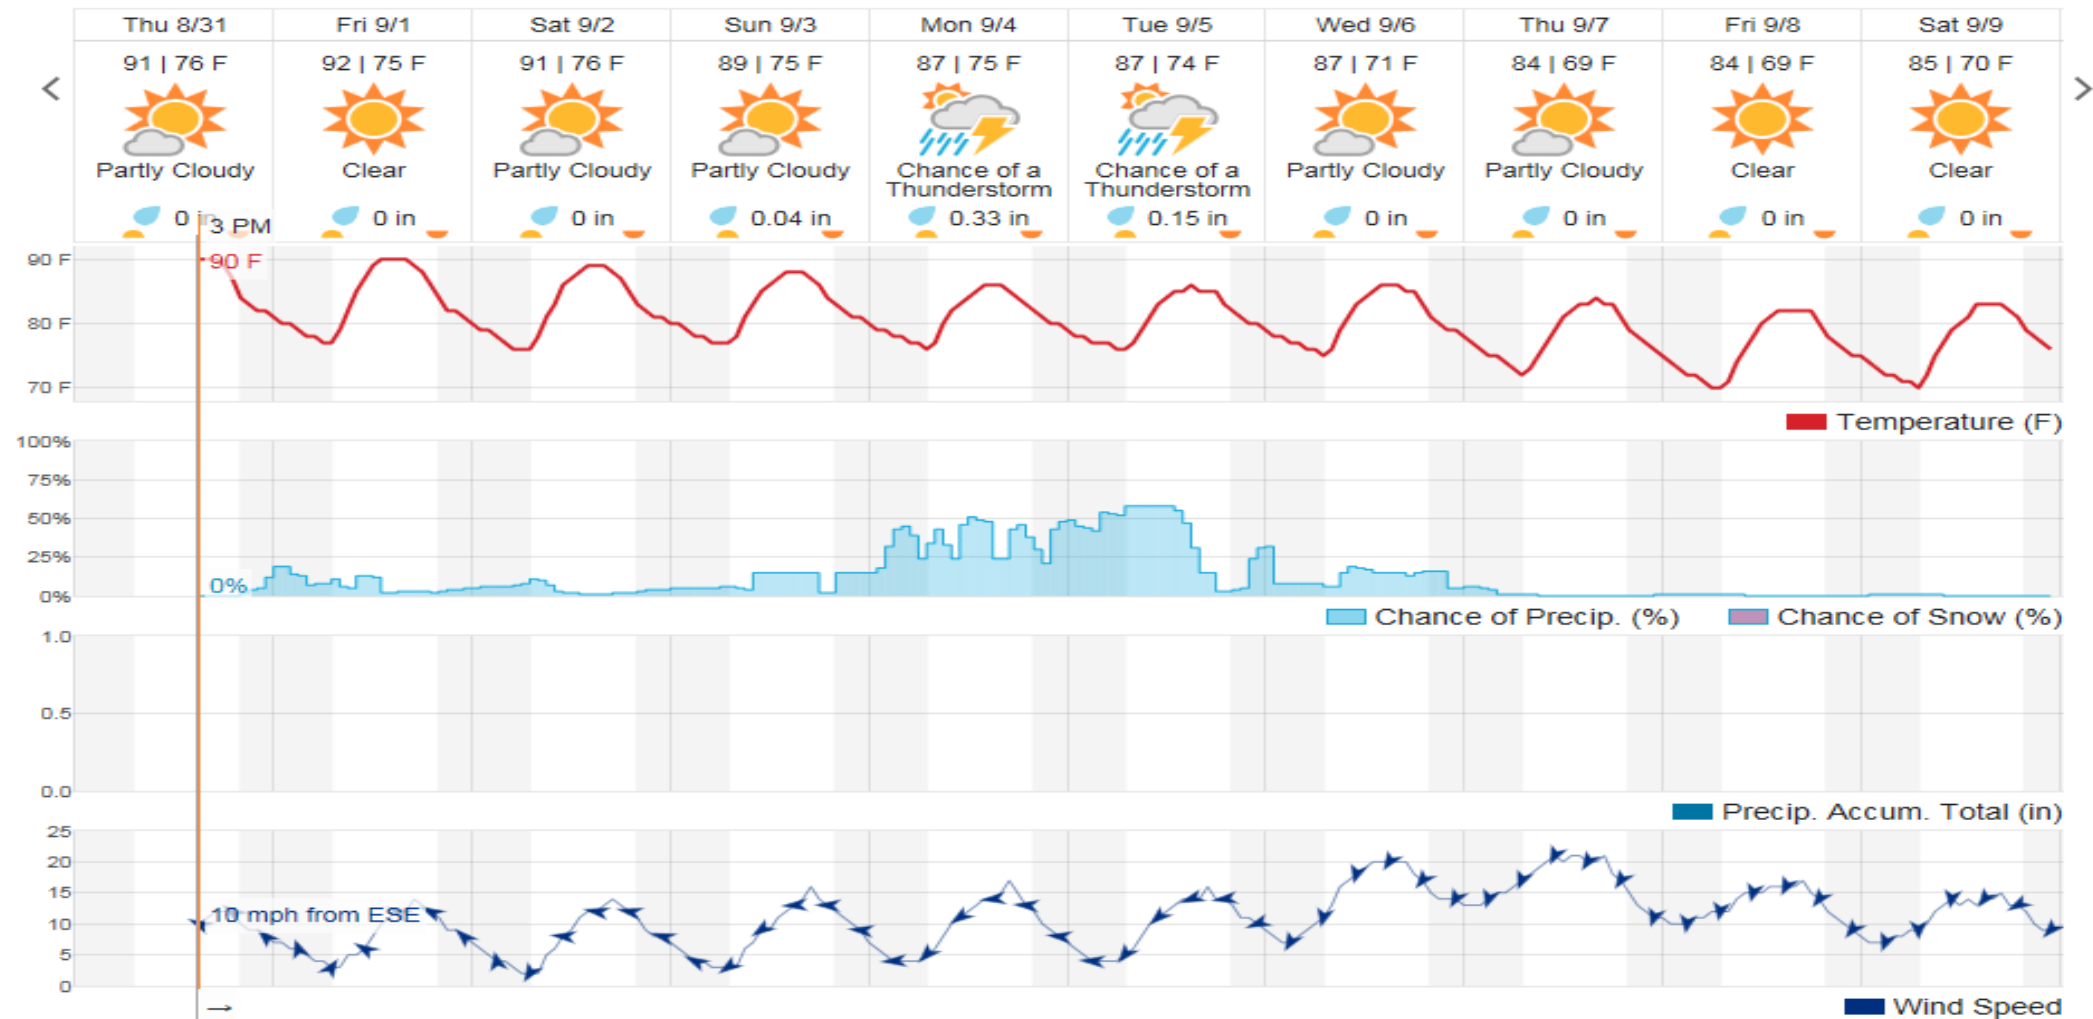 Thu 8/31 Fri 9/1 Sat 9/2 Sun 9/3 Mon 9/4 Tue 9/5 Wed 9/6 Thu 9/7 Fri 9/8 Sat 9/9
91 | 76 F 92 | 75 F 91 | 76 F 89 | 75 F 87 | 75 F 87 | 74 F 87 | 71 F 84 | 69 F 84 | 69 F 85 | 70 F
Partly Cloudy Clear Partly Cloudy Partly Cloudy Chance of a Chance of a Partly Cloudy Partly Cloudy Clear Clear
Thunderstorm Thunderstorm
0 in 0 in 0 in 0.04 in 0.33 in 0.15 in 0 in 0 in 0 in 0 in
3 PM
90 F 90 F
80 F
70 F
Temperature (F)
100%
75%
50%
25%
0% 0%
Chance of Precip. (%) Chance of Snow (%)
1.0
0.5
0.0
Precip. Accum. Total (in)
25
20
15
10 10 mph from ESE
5
0
Wind Speed